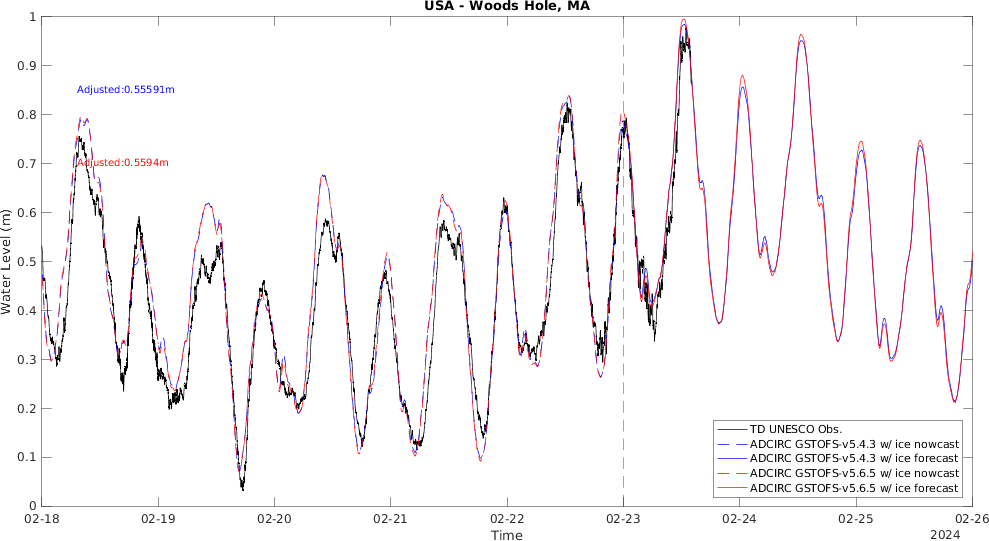 USA - Woods Hole, MA
1
0.9
0.8
0.7
0.6
0.5
0.4
0.3
0.2
0.1
0
Water Level (m)
Adjusted:0.55591m
Adjusted:0.5594m
TD UNESCO Obs.
ADCIRC GSTOFS-v5.4.3 w/ ice nowcast
ADCIRC GSTOFS-v5.4.3 w/ ice forecast
ADCIRC GSTOFS-v5.6.5 w/ ice nowcast
ADCIRC GSTOFS-v5.6.5 w/ ice forecast
02-18 02-19 02-20 02-21 02-22 02-23 02-24 02-25 02-26
Time
2024